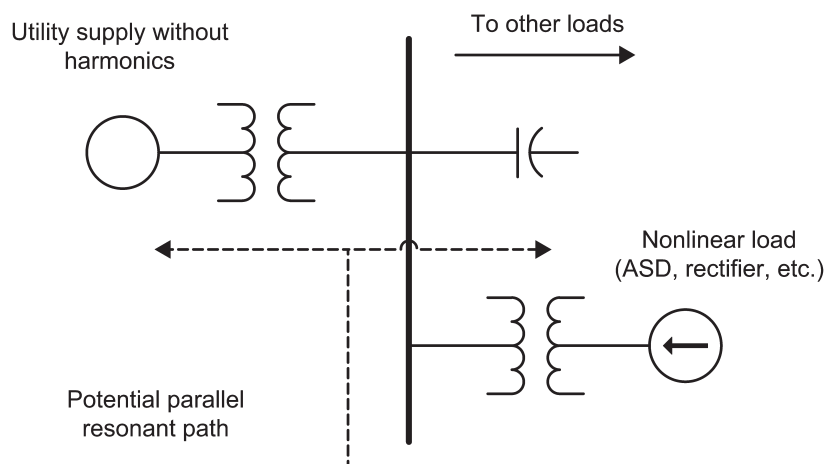 Utility supply without
harmonics
To other loads
Nonlinear load
(ASD, rectifier, etc.)
Potential parallel
resonant path